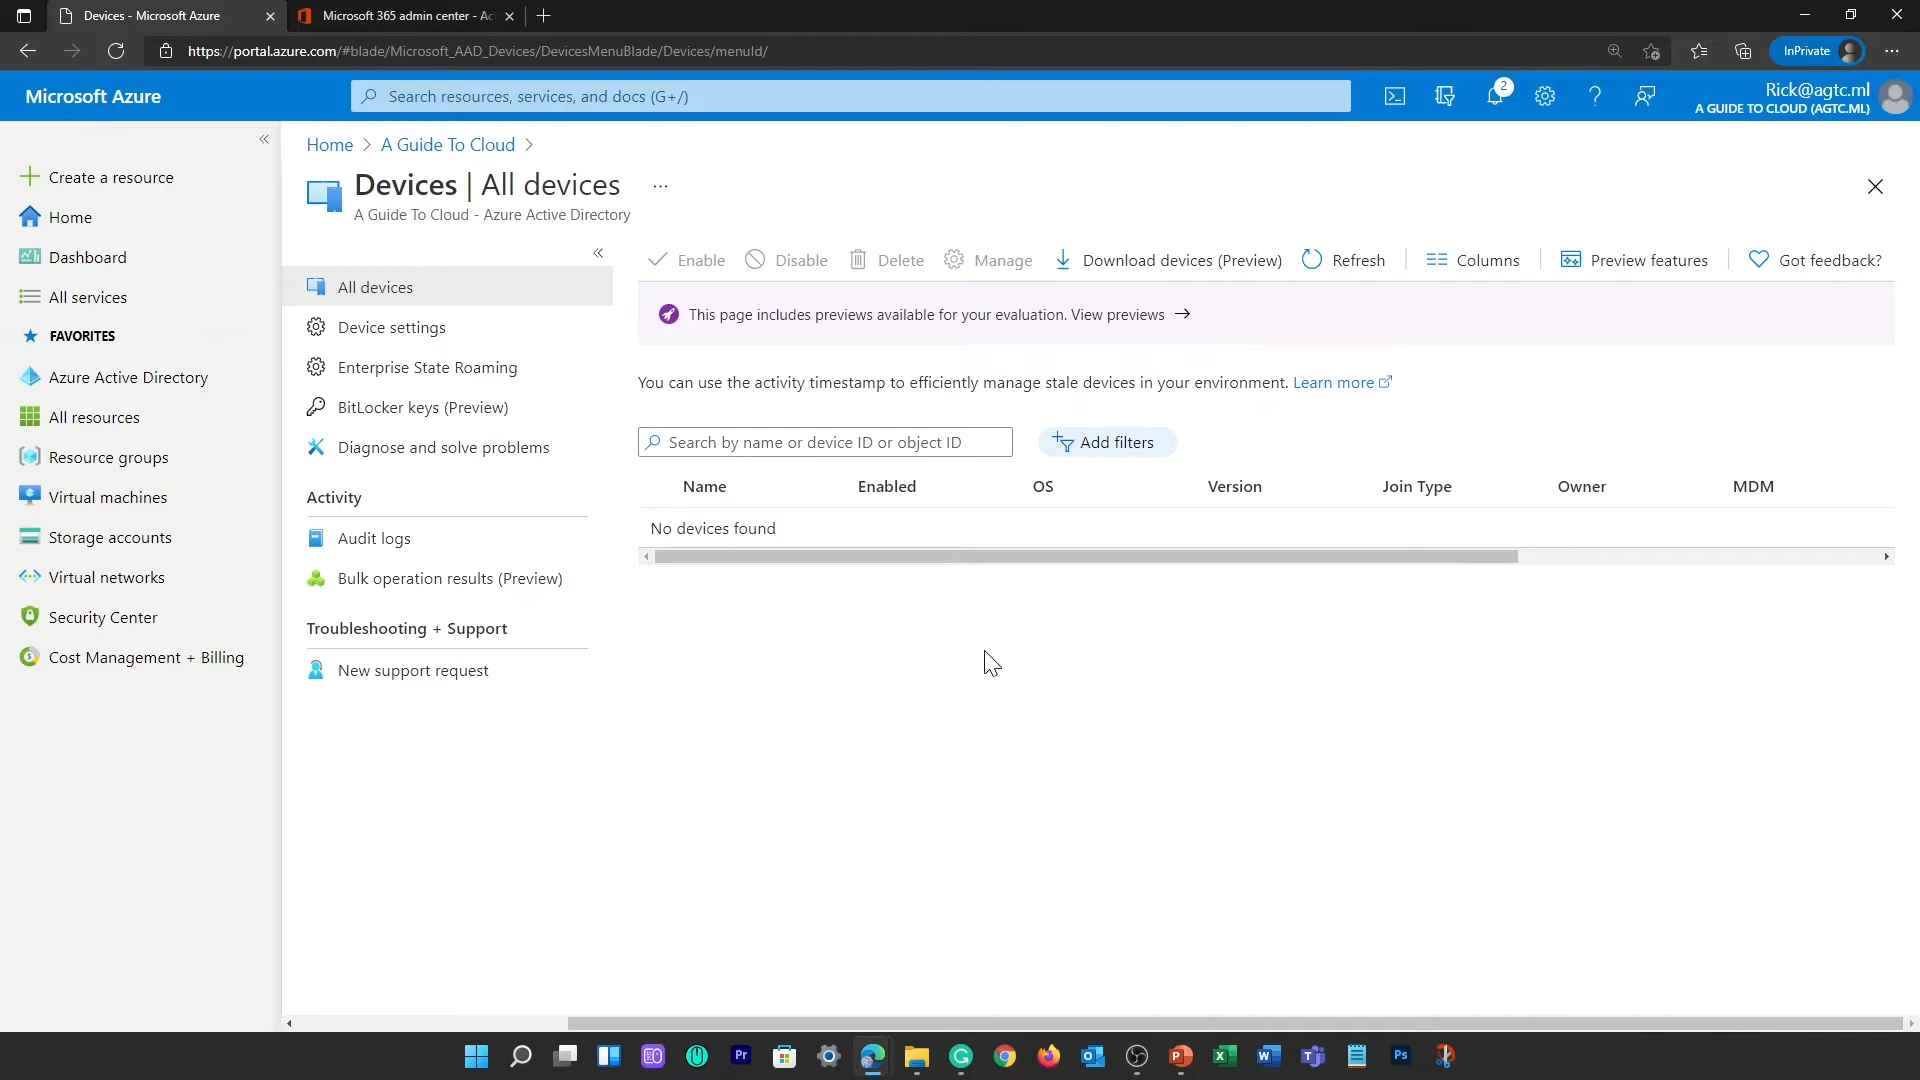 Devices - Microsoft Azure
Microsoft 365 admin center - Ac
https://portal.azure.com/#blade/Microsoft_AAD_Devices/DevicesMenuBlade/Devices/menuId/
InPrivate
Microsoft Azure
Search resources, services, and docs (G+/)
2
Rick@agtc.ml
A GUIDE TO CLOUD (AGTC.ML)
Create a resource
Home
Dashboard
All services
FAVORITES
Azure Active Directory
All resources
Resource groups
Virtual machines
Storage accounts
Virtual networks
Security Center
Cost Management + Billing
Home > A Guide To Cloud >
Devices | All devices ...
A Guide To Cloud - Azure Active Directory
All devices
Device settings
Enterprise State Roaming
BitLocker keys (Preview)
Diagnose and solve problems
Activity
Audit logs
Bulk operation results (Preview)
Troubleshooting + Support
New support request
Enable Disable Delete Manage Download devices (Preview) Refresh Columns Preview features Got feedback?
This page includes previews available for your evaluation. View previews →
You can use the activity timestamp to efficiently manage stale devices in your environment. Learn more
Search by name or device ID or object ID
Add filters
Name Enabled OS Version Join Type Owner MDM
No devices found
Pr
Ps